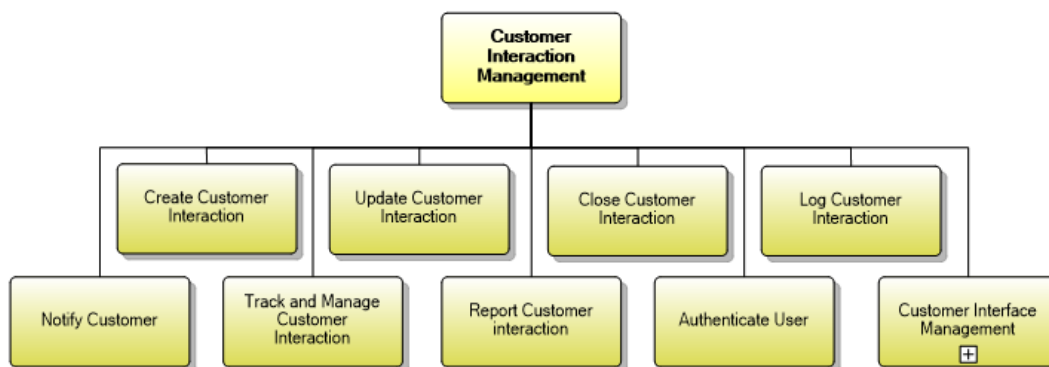 Customer
Interaction
Management
Create Customer
Interaction
Update Customer
Interaction
Close Customer
Interaction
Log Customer
Interaction
Notify Customer
Track and Manage
Customer
Interaction
Report Customer
interaction
Authenticate User
Customer Interface
Management